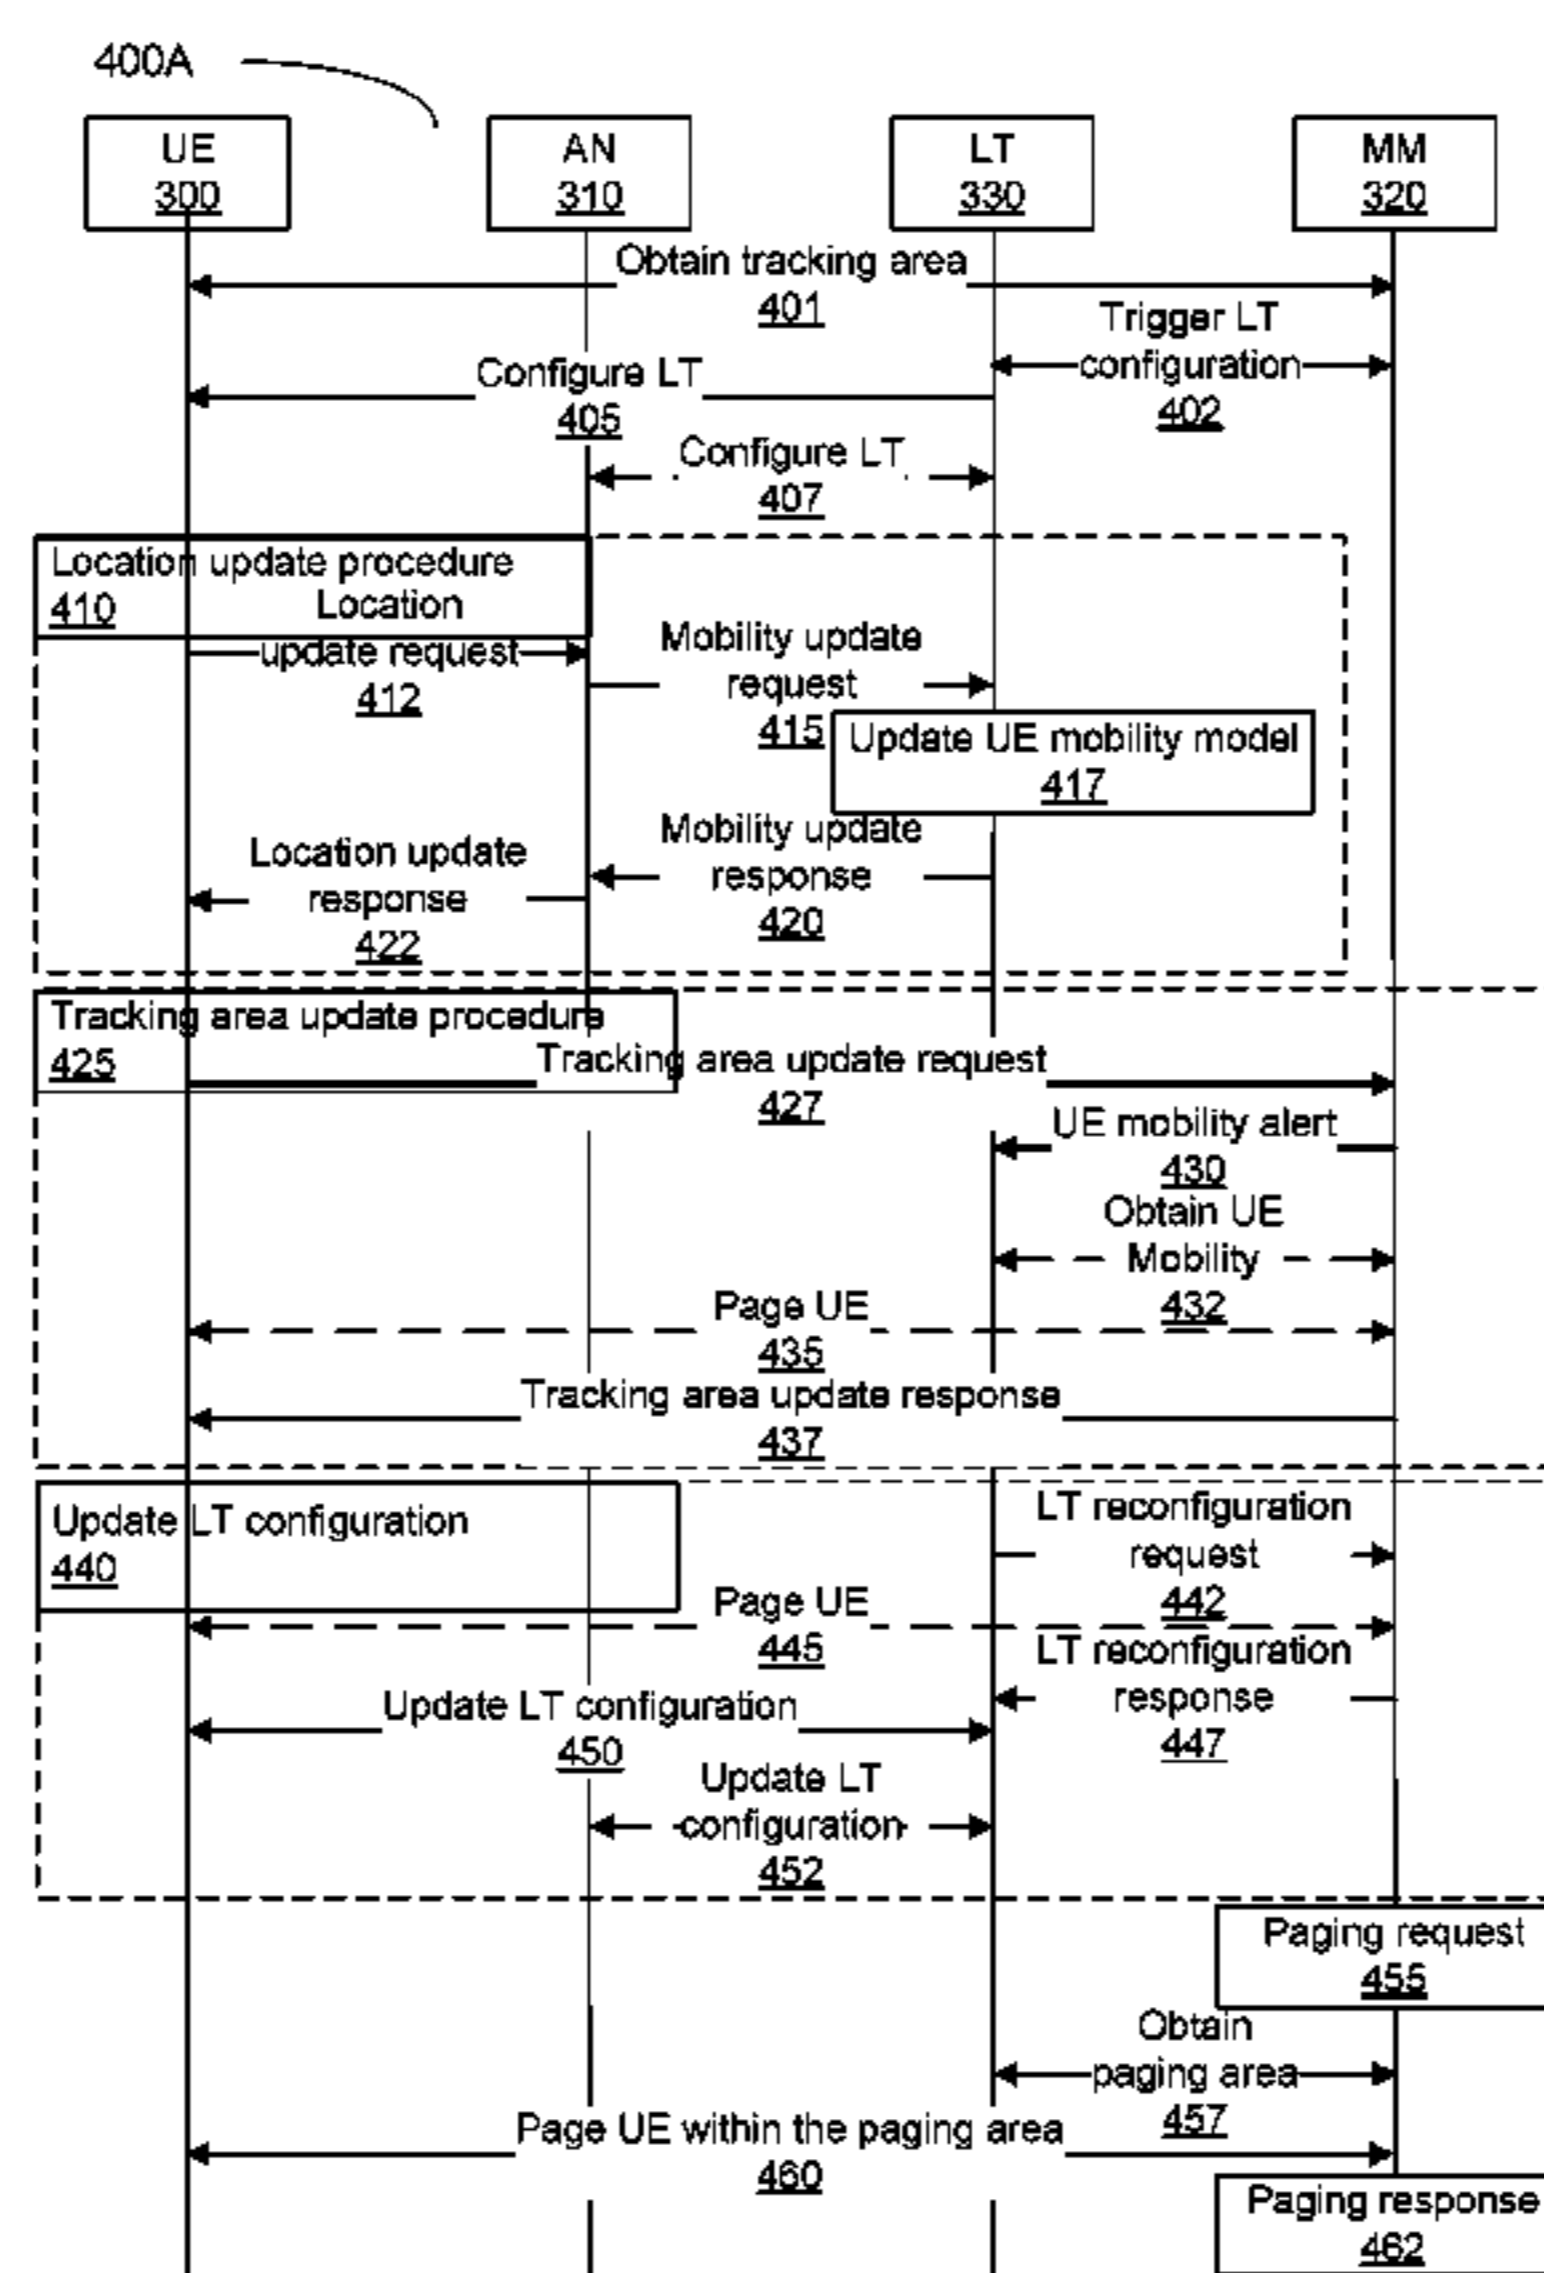 400A
UE
300
AN
310
LT
330
MM
320
Obtain tracking area
401
Trigger LT
configuration
402
Configure LT
405
Configure LT
407
Location update procedure
410
Location
update request
412
Mobility update
request
415
Update UE mobility model
417
Mobility update
response
420
Location update
response
422
Tracking area update procedure
425
Tracking area update request
427
UE mobility alert
430
Obtain UE
Mobility
432
Page UE
435
Tracking area update response
437
Update LT configuration
440
LT reconfiguration
request
442
Page UE
445
LT reconfiguration
response
447
Update LT configuration
450
Update LT
configuration
452
Paging request
455
Obtain
paging area
457
Page UE within the paging area
460
Paging response
462